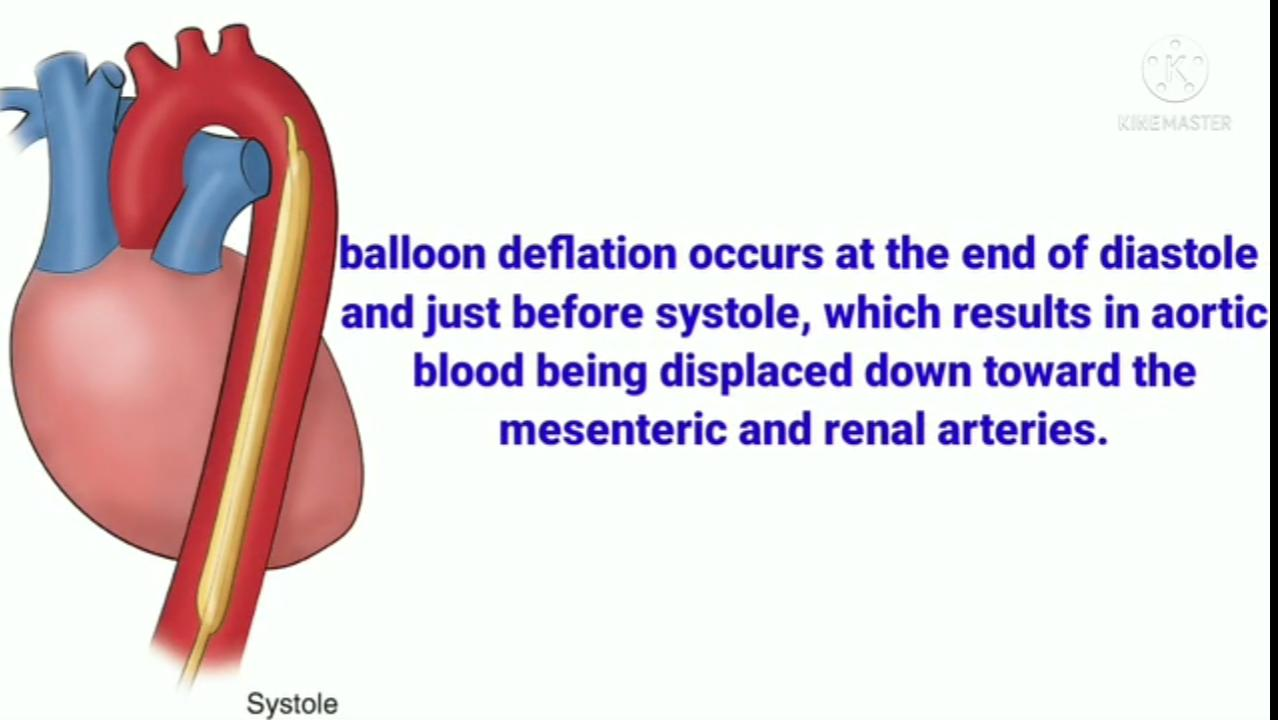 K
KINEMASTER
balloon deflation occurs at the end of diastole
and just before systole, which results in aortic
blood being displaced down toward the
mesenteric and renal arteries.
Systole